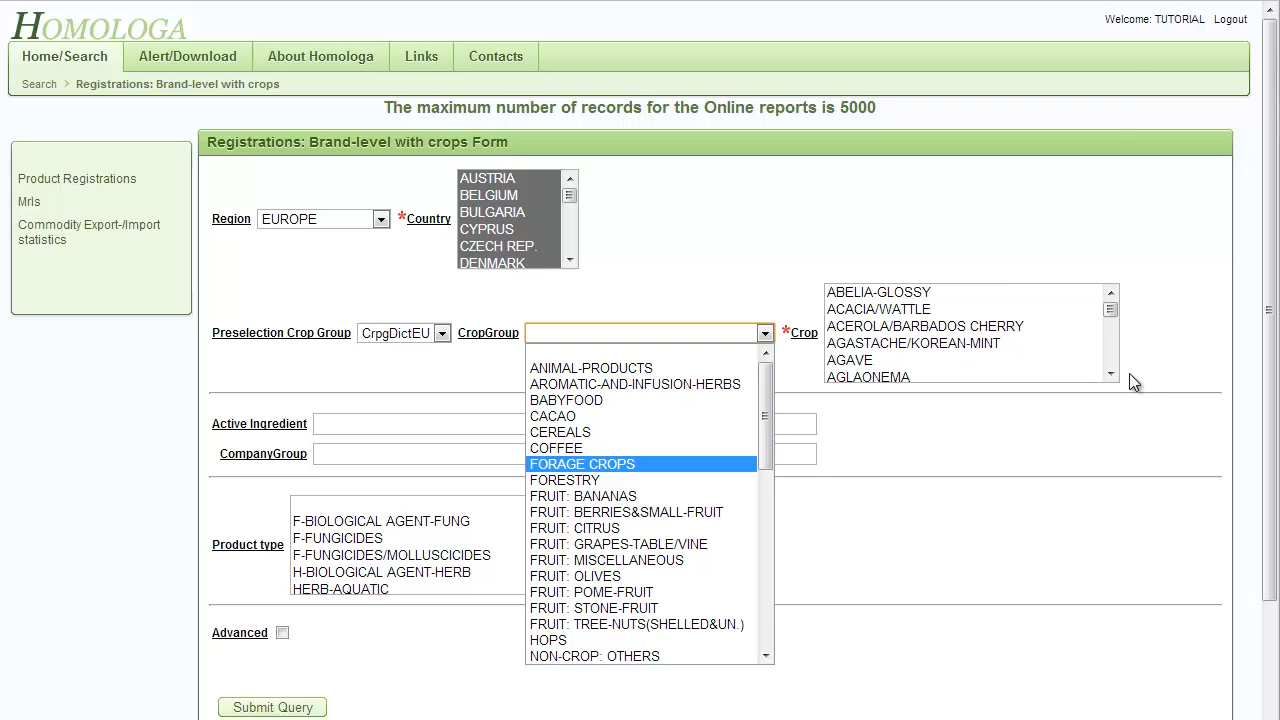 HOMOLOGA
Welcome: TUTORIAL Logout
Home/Search Alert/Download About Homologa Links Contacts
Search > Registrations: Brand-level with crops
The maximum number of records for the Online reports is 5000
Product Registrations
Mrls
Commodity Export-/Import
statistics
Registrations: Brand-level with crops Form
Region EUROPE *Country
AUSTRIA
BELGIUM
BULGARIA
CYPRUS
CZECH REP.
DENMARK
Preselection Crop Group CrpgDictEU CropGroup
ANIMAL-PRODUCTS
AROMATIC-AND-INFUSION-HERBS
BABYFOOD
CACAO
CEREALS
COFFEE
FORAGE CROPS
FORESTRY
FRUIT: BANANAS
FRUIT: BERRIES&SMALL-FRUIT
FRUIT: CITRUS
FRUIT: GRAPES-TABLE/VINE
FRUIT: MISCELLANEOUS
FRUIT: OLIVES
FRUIT: POME-FRUIT
FRUIT: STONE-FRUIT
FRUIT: TREE-NUTS(SHELLED&UN.)
HOPS
NON-CROP: OTHERS
*Crop
ABELIA-GLOSSY
ACACIA/WATTLE
ACEROLA/BARBADOS CHERRY
AGASTACHE/KOREAN-MINT
AGAVE
AGLAONEMA
Active Ingredient
CompanyGroup
Product type
F-BIOLOGICAL AGENT-FUNG
F-FUNGICIDES
F-FUNGICIDES/MOLLUSCICIDES
H-BIOLOGICAL AGENT-HERB
HERB-AQUATIC
Advanced
Submit Query